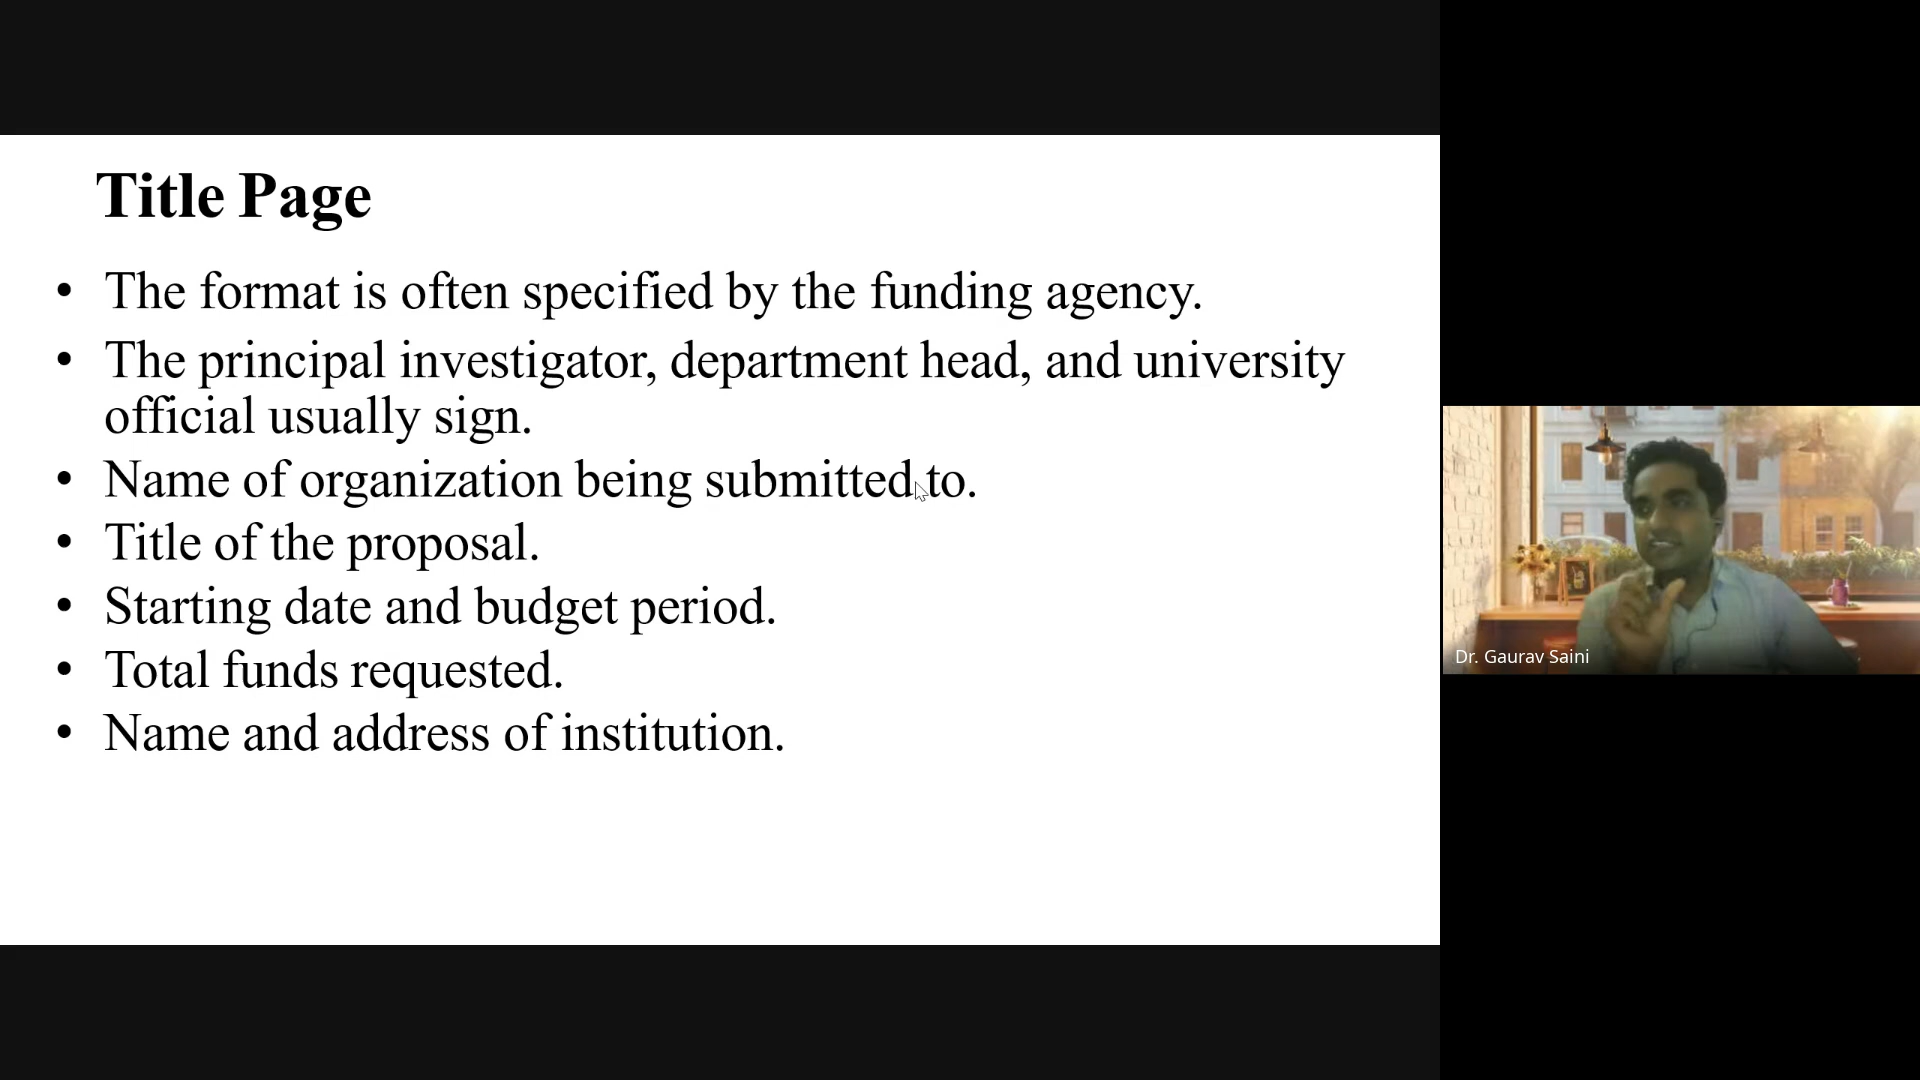 Title Page
• The format is often specified by the funding agency.
• The principal investigator, department head, and university
official usually sign.
• Name of organization being submitted to.
• Title of the proposal.
• Starting date and budget period.
• Total funds requested.
• Name and address of institution.
Dr. Gaurav Saini